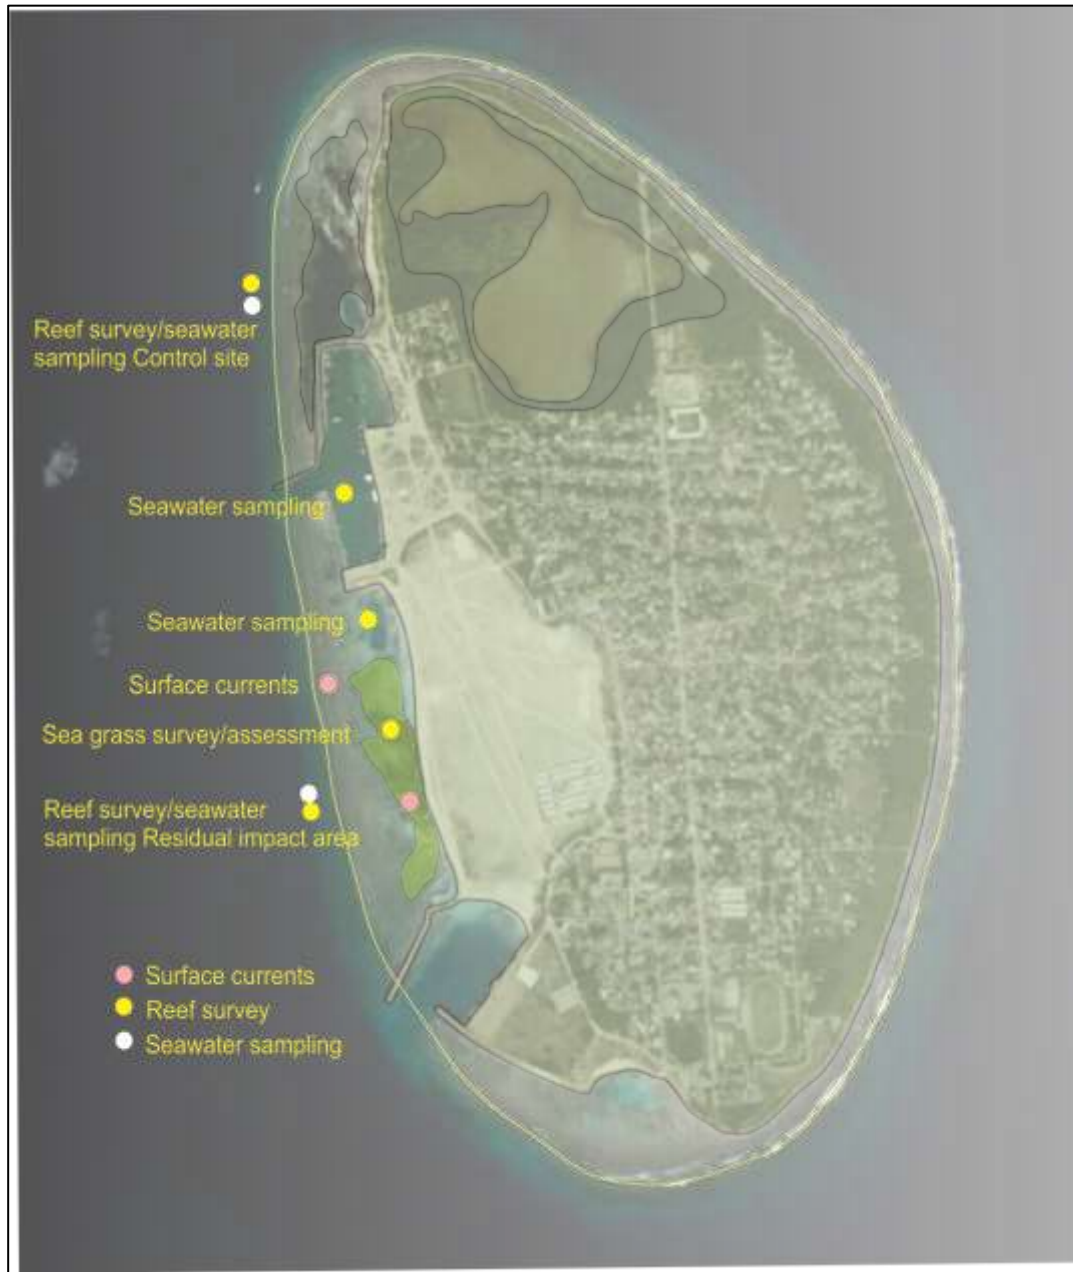 Reef survey/seawater
sampling Control site
Seawater sampling
Seawater sampling
Surface currents
Sea grass survey/assessment
Reef survey/seawater
sampling Residual impact area
Surface currents
Reef survey
Seawater sampling